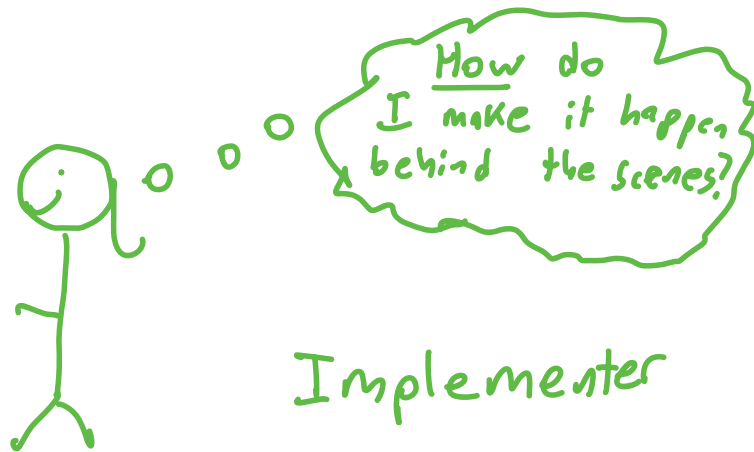 How do
I make it happen
behind the scenes?
Implementer